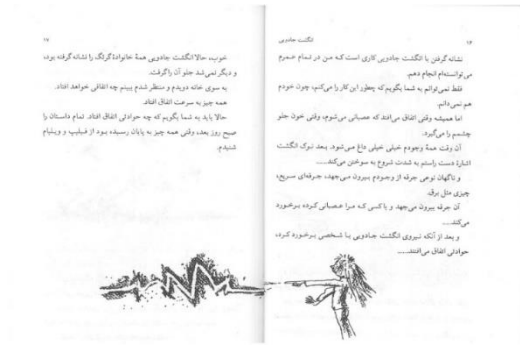 ۱۶
انگشت جادویی
نشانه گرفتن با انگشت جادویی کاری است که من در تمام عمرم
می‌توانسته‌ام انجام دهم.
فقط نمی‌توانم به شما بگویم که چطور این کار را می‌کنم، چون خودم
هم نمی‌دانم.
اما همیشه وقتی اتفاق می‌افتد که عصبانی می‌شوم، وقتی خون جلو
چشمم را می‌گیرد.
آن وقت همهٔ وجودم خیلی خیلی داغ می‌شود. بعد نوک انگشت
اشارهٔ دست راستم به شدت شروع به سوختن می‌کند.....
و ناگهان نوعی جرقه از وجودم بیرون می‌جهد، جرقه‌ای سریع،
چیزی مثل برق.
آن جرقه بیرون می‌جهد و با کسی که مرا عصبانی کرده برخورد
می‌کند.....
و بعد از آنکه نیروی انگشت جادویی با شخصی برخورد کرد،
حوادثی اتفاق می‌افتند.....
۱۷
خوب، حالا انگشت جادویی همهٔ خانوادهٔ گرگ را نشانه گرفته بود،
و دیگر نمی‌شد جلو آن را گرفت.
به سوی خانه دویدم و منتظر شدم ببینم چه اتفاقی خواهد افتاد.
همه چیز به سرعت اتفاق افتاد.
حالا باید به شما بگویم که چه حوادثی اتفاق افتاد. تمام داستان را
صبح روز بعد، وقتی همه چیز به پایان رسیده بود از فیلیپ و ویلیام
شنیدم.